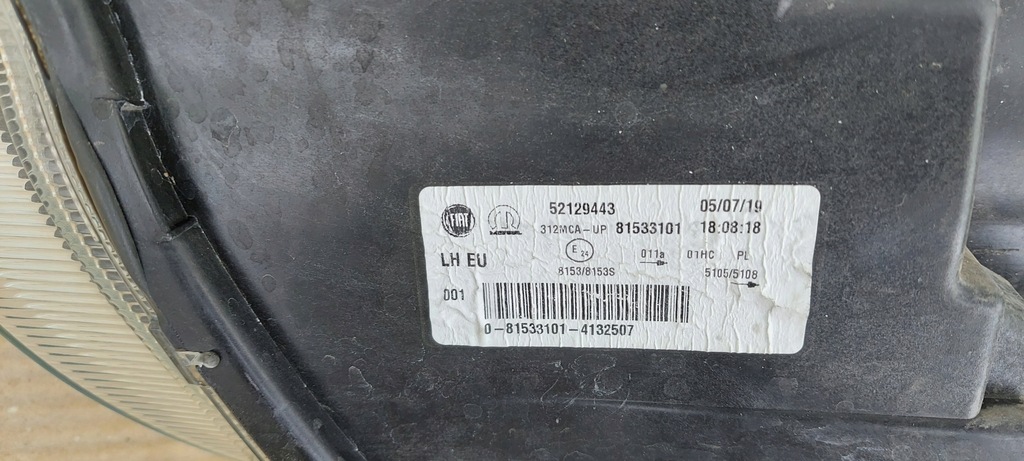 FIAT 52129443 05/07/19
312MCA-UP 81533101 18:08:18
LH EU E24 011a 01HC PL
8153/8153S 5105/5108
001
0-81533101-4132507